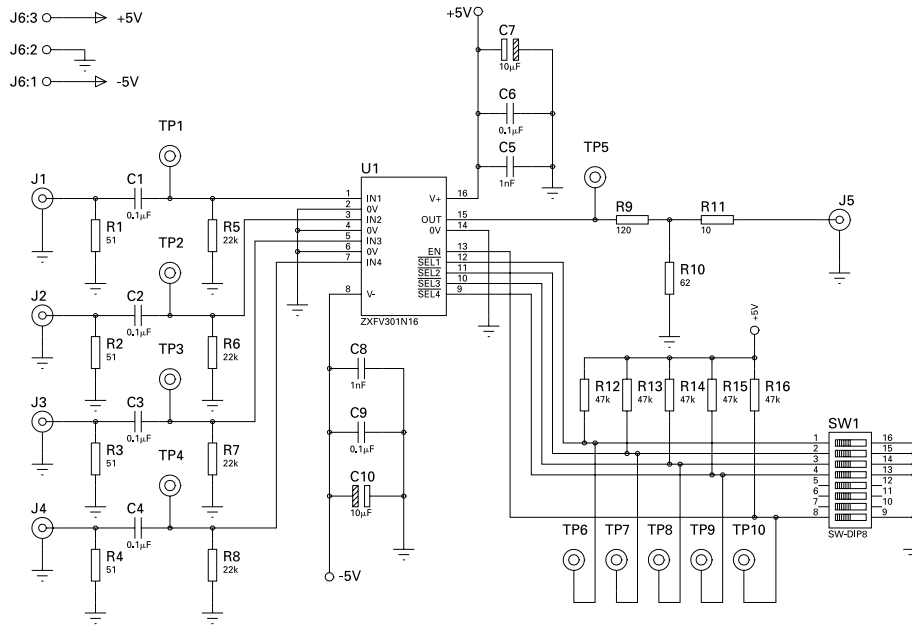 J6:3 +5V
J6:2
J6:1 -5V
+5V
C7
10µF
C6
0.1µF
C5
1nF
TP1
TP5
J1
C1
0.1µF
R1
51
R5
22k
U1
1 IN1
2 0V
3 IN2
4 0V
5 IN3
6 0V
7 IN4
8 V-
V+ 16
OUT 15
0V 14
EN 13
SEL1 12
SEL2 11
SEL3 10
SEL4 9
ZXFV301N16
R9
120
R11
10
J5
R10
62
TP2
J2
C2
0.1µF
R2
51
R6
22k
TP3
J3
C3
0.1µF
R3
51
R7
22k
TP4
J4
C4
0.1µF
R4
51
R8
22k
C8
1nF
C9
0.1µF
C10
10µF
-5V
+5V
R12
47k
R13
47k
R14
47k
R15
47k
R16
47k
SW1
1 16
2 15
3 14
4 13
5 12
6 11
7 10
8 9
SW-DIP8
TP6 TP7 TP8 TP9 TP10